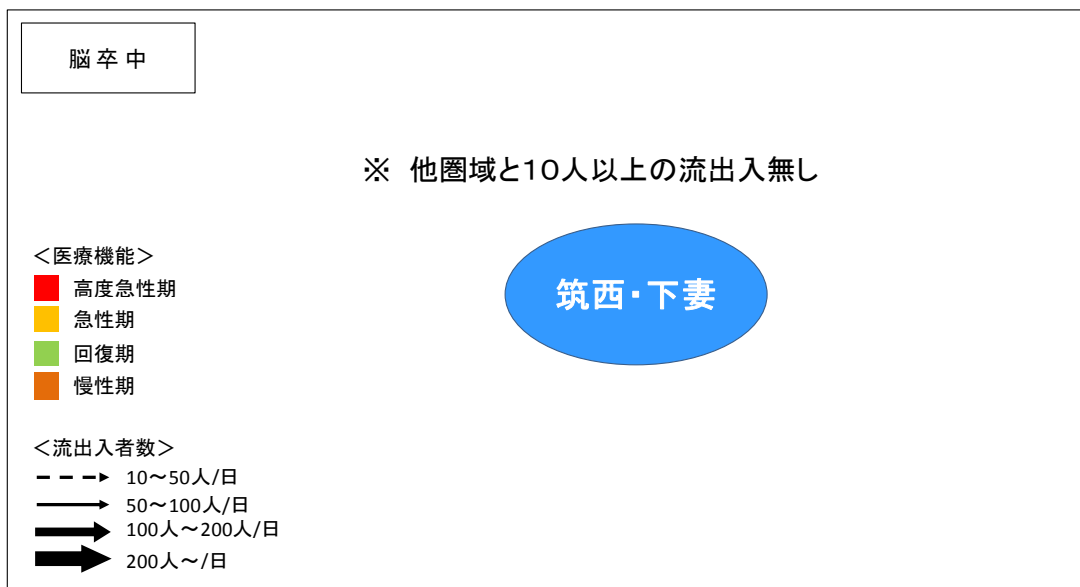 脳卒中
※ 他圏域と10人以上の流出入無し
筑西・下妻
＜医療機能＞
高度急性期
急性期
回復期
慢性期
＜流出入者数＞
10～50人/日
50～100人/日
100人～200人/日
200人～/日